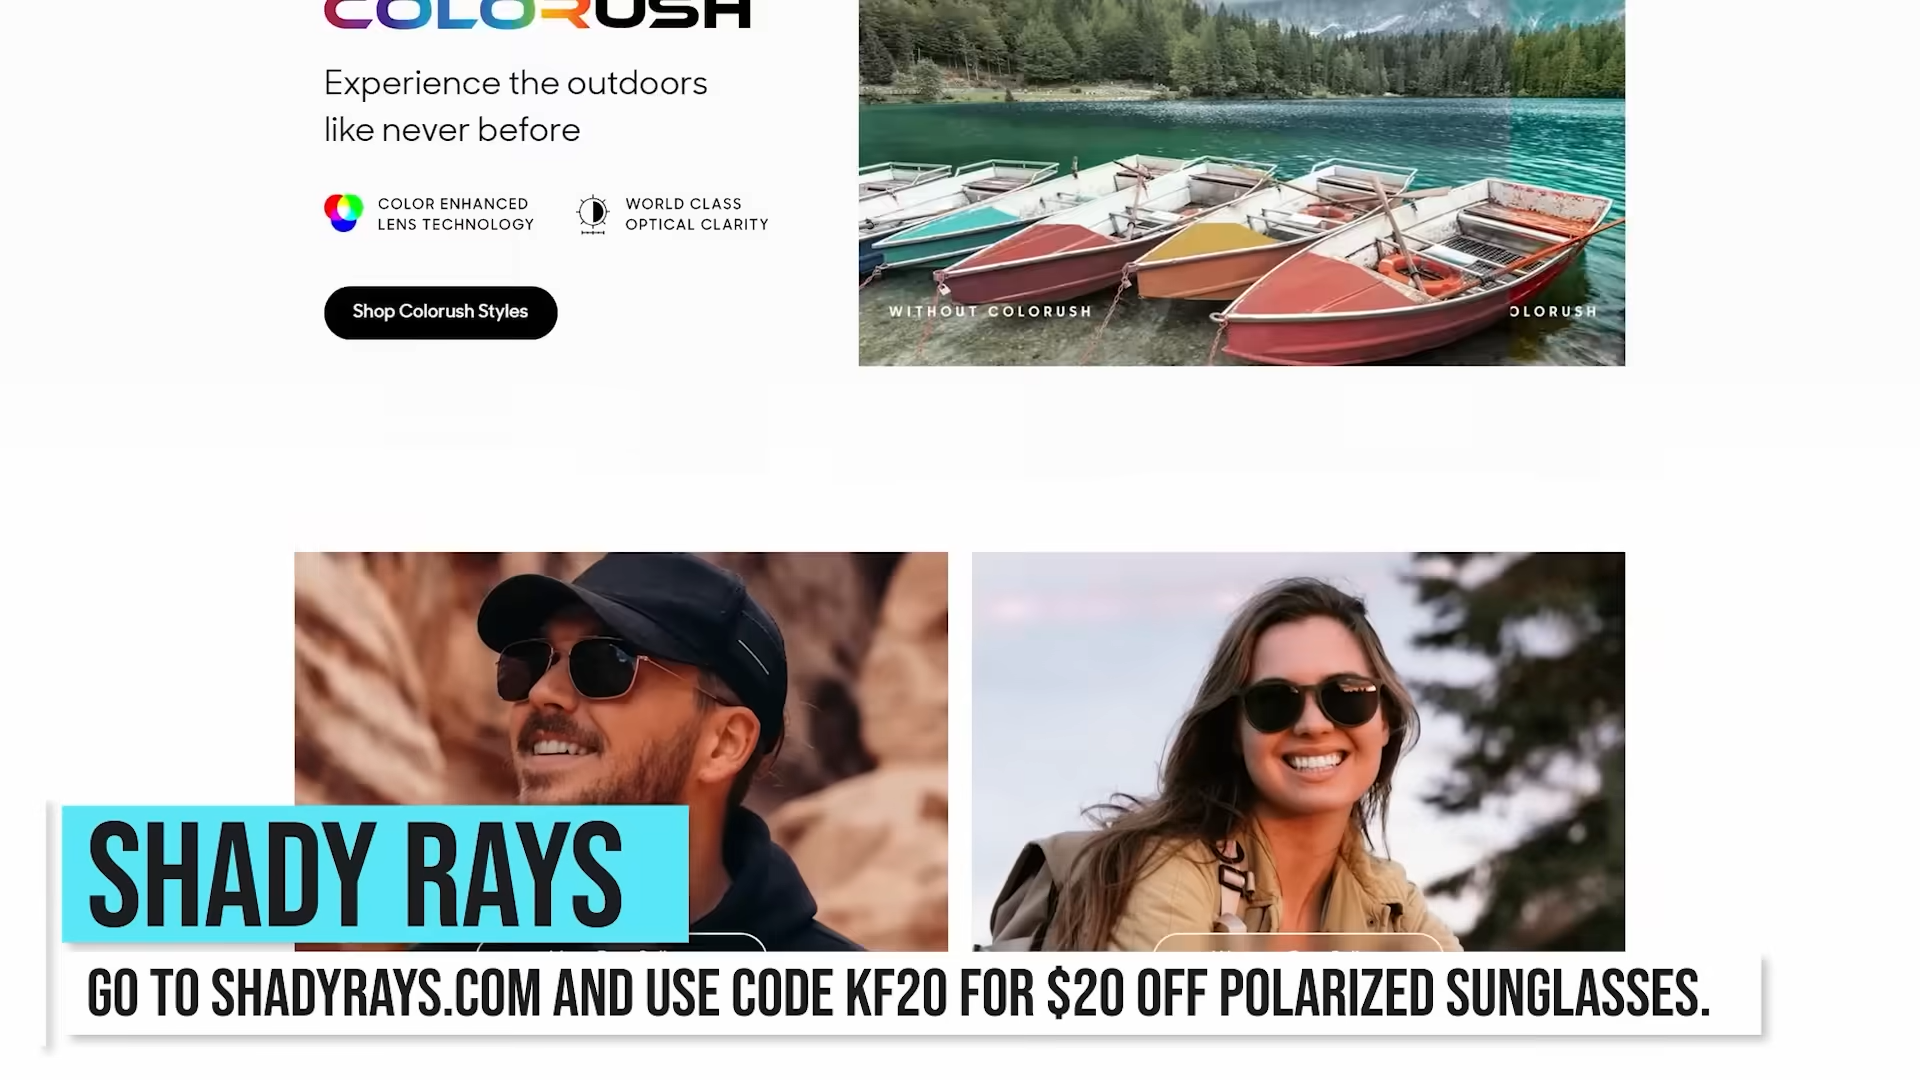 COLORUSH
Experience the outdoors
like never before
COLOR ENHANCED
LENS TECHNOLOGY
WORLD CLASS
OPTICAL CLARITY
Shop Colorush Styles
WITHOUT COLORUSH
OLORUSH
SHADY RAYS
GO TO SHADYRAYS.COM AND USE CODE KF20 FOR $20 OFF POLARIZED SUNGLASSES.